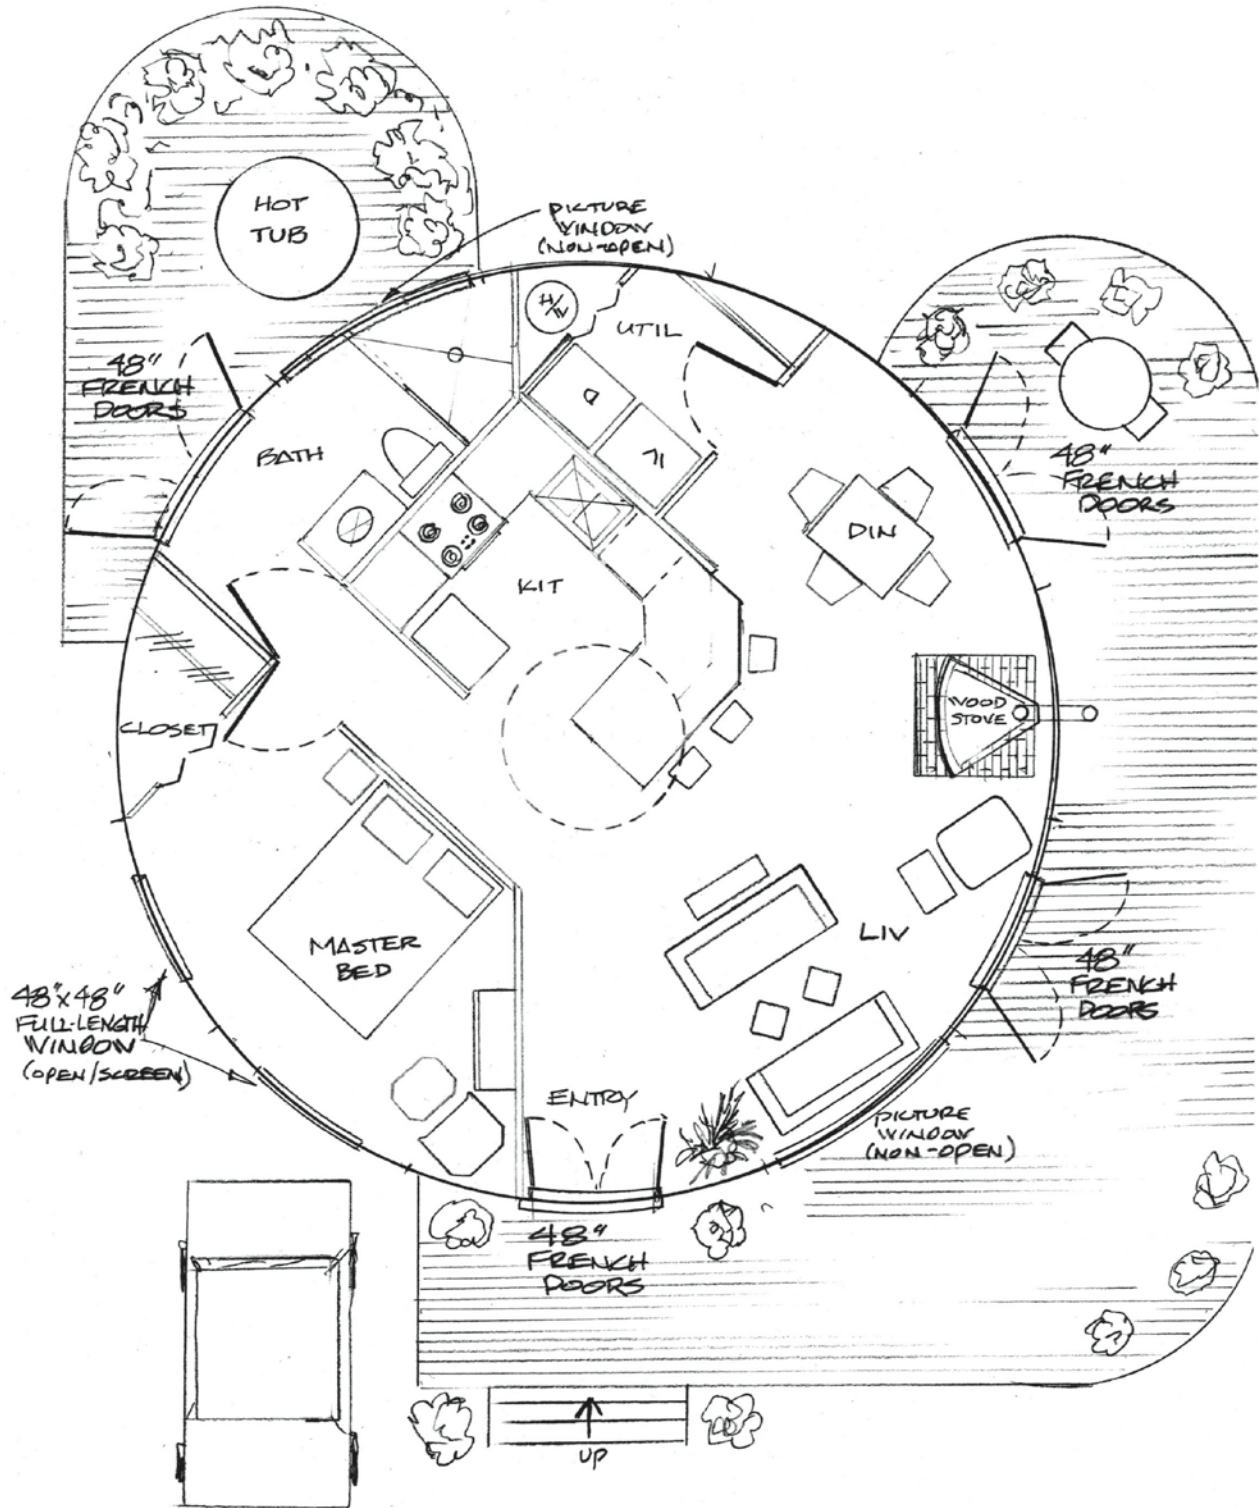 HOT
TUB
PICTURE
WINDOW
(NON-OPEN)
H/W
UTIL
48"
FRENCH
DOORS
BATH
D
W
48"
FRENCH
DOORS
DIN
KIT
WOOD
STOVE
CLOSET
LIV
MASTER
BED
48"
FRENCH
DOORS
48"x48"
FULL-LENGTH
WINDOW
(OPEN/SCREEN)
ENTRY
PICTURE
WINDOW
(NON-OPEN)
48"
FRENCH
DOORS
UP